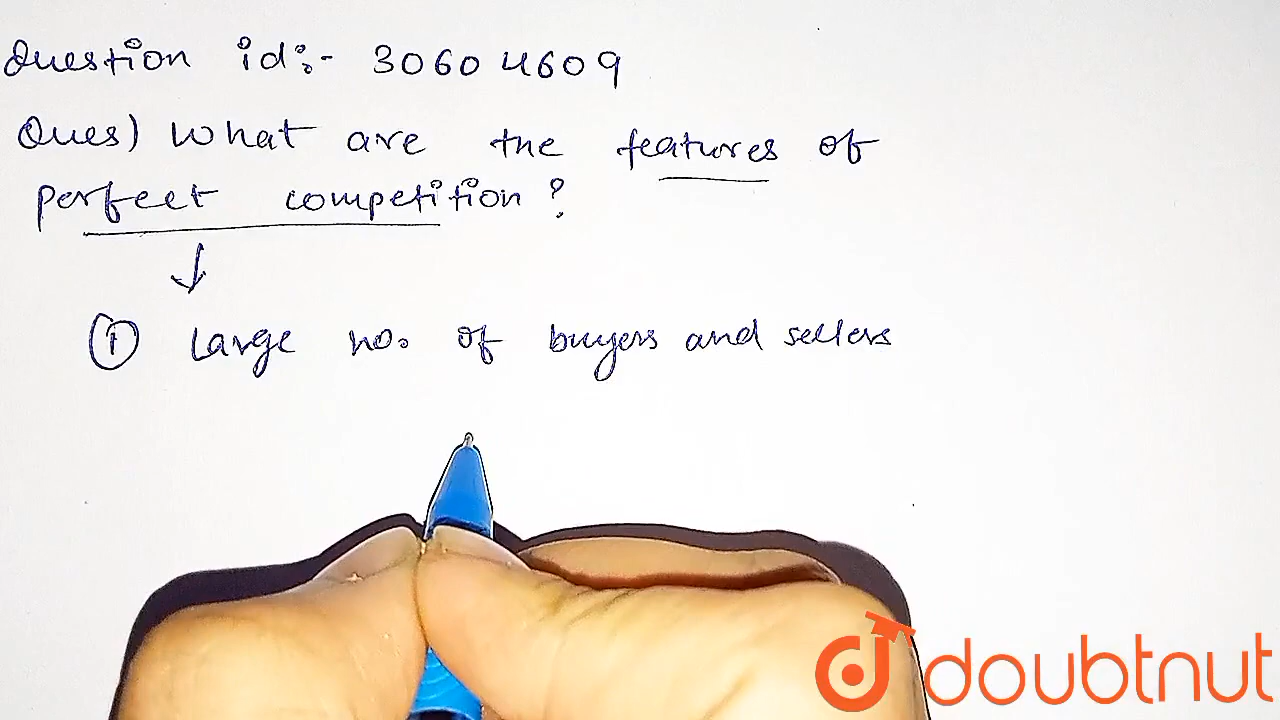 Question id:- 30604609
Ques) What are the features of
perfect competition?
① Large no. of buyers and sellers
doubtnut